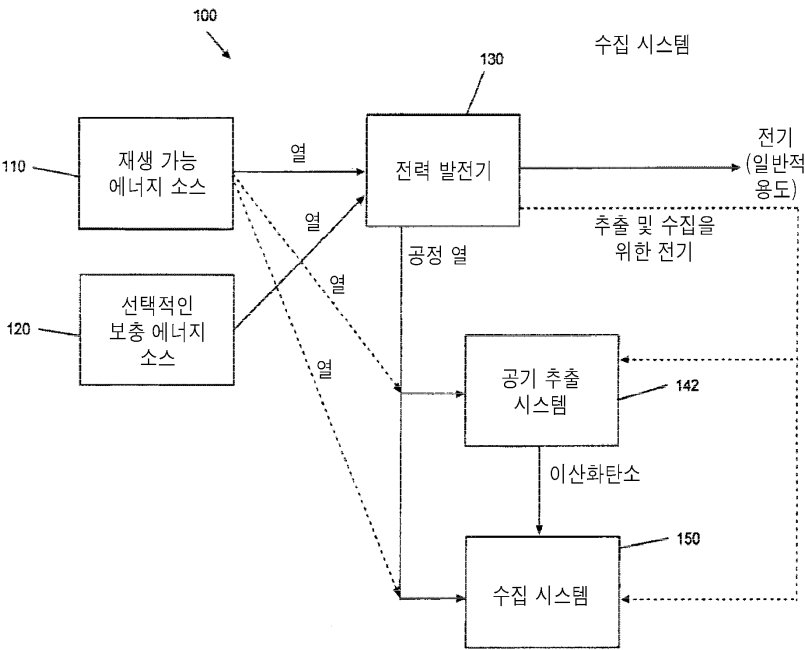 100
수집 시스템
130
110
재생 가능
에너지 소스
열
전력 발전기
전기
(일반적
용도)
열
추출 및 수집을
위한 전기
공정 열
열
120
선택적인
보충 에너지
소스
열
공기 추출
시스템
142
이산화탄소
150
수집 시스템